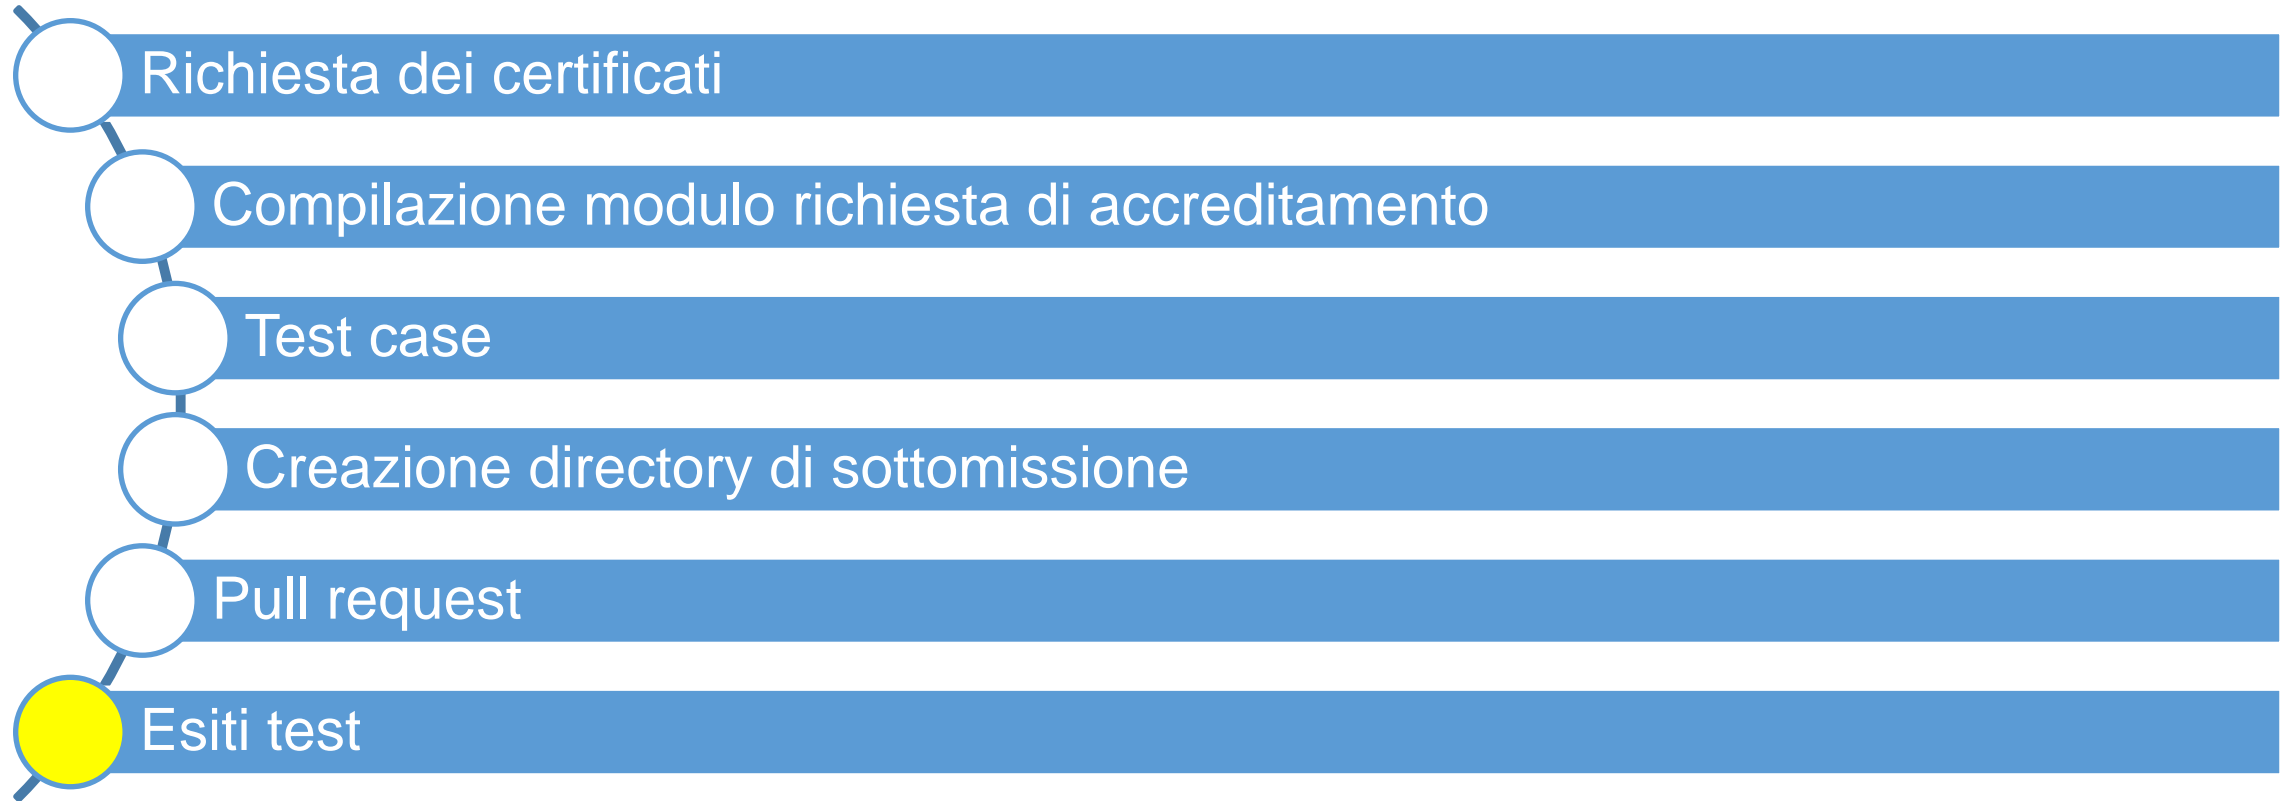 Richiesta dei certificati
Compilazione modulo richiesta di accreditamento
Test case
Creazione directory di sottomissione
Pull request
Esiti test